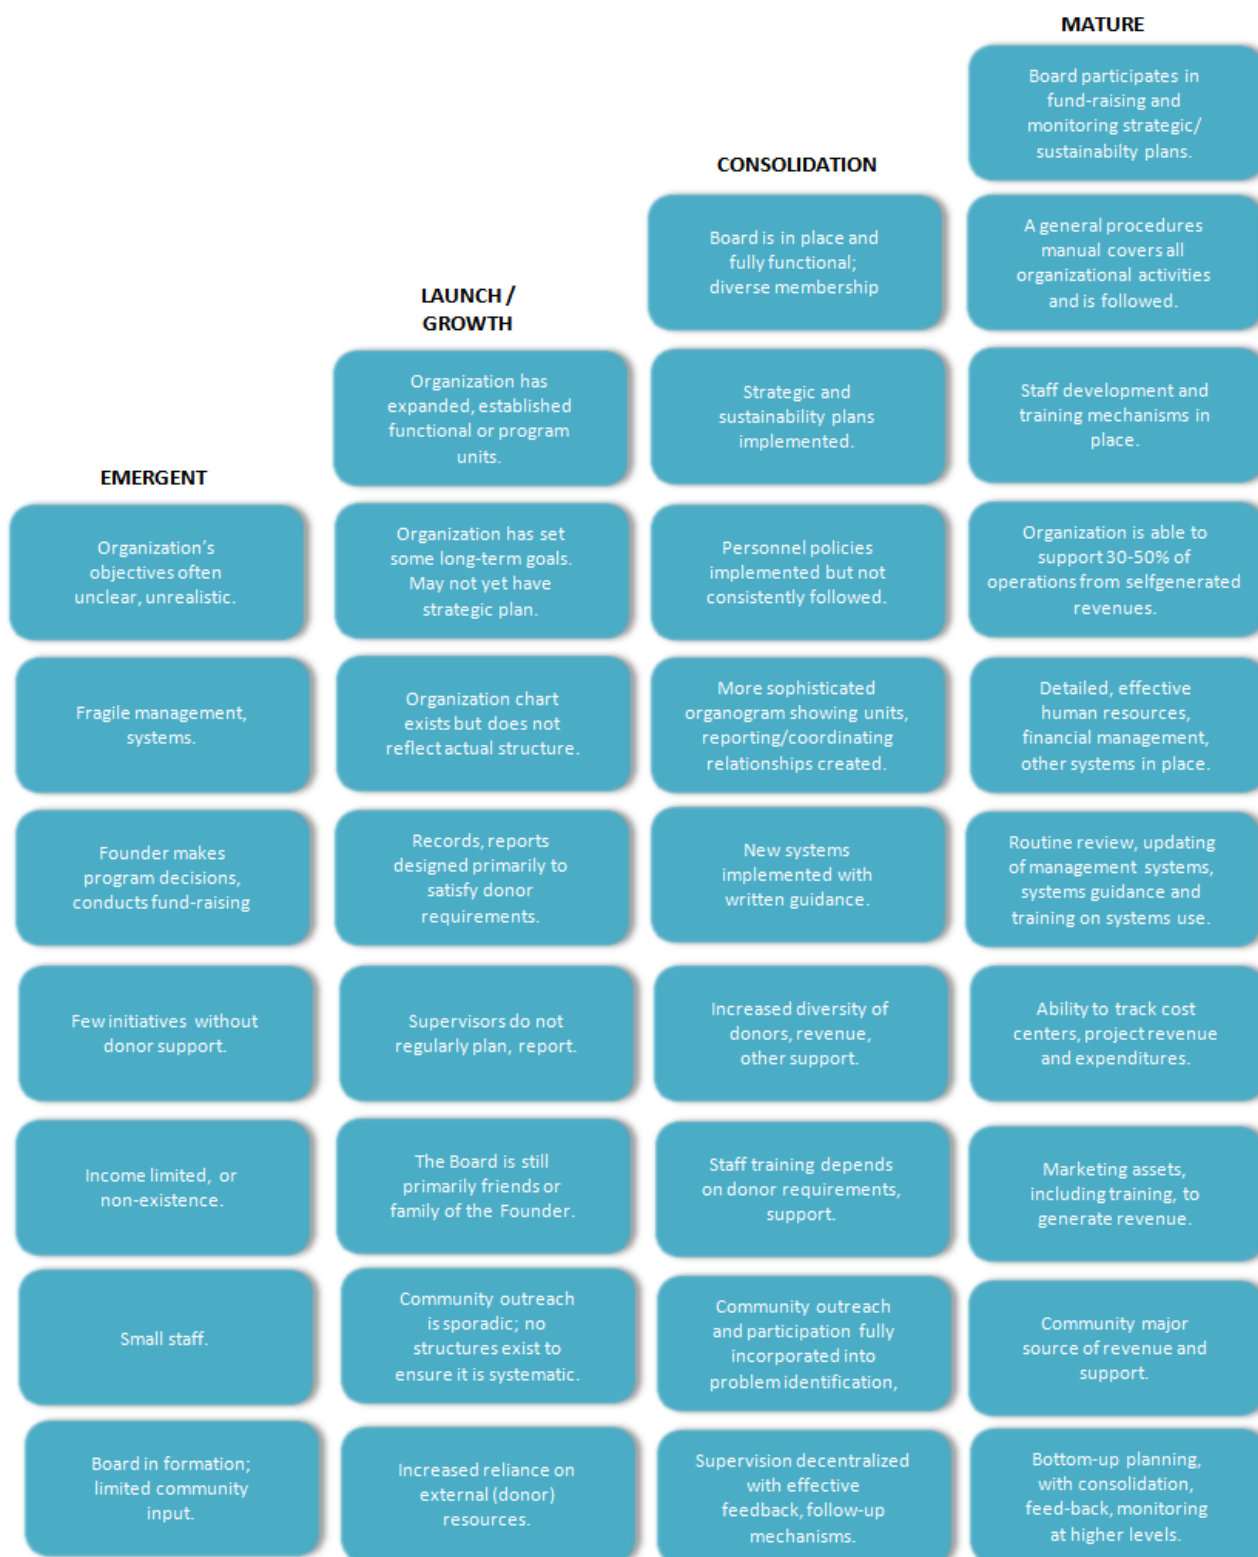 EMERGENT
Organization's
objectives often
unclear, unrealistic.
Fragile management,
systems.
Founder makes
program decisions,
conducts fund-raising
Few initiatives without
donor support.
Income limited, or
non-existence.
Small staff.
Board in formation;
limited community
input.
LAUNCH /
GROWTH
Organization has
expanded, established
functional or program
units.
Organization has set
some long-term goals.
May not yet have
strategic plan.
Organization chart
exists but does not
reflect actual structure.
Records, reports
designed primarily to
satisfy donor
requirements.
Supervisors do not
regularly plan, report.
The Board is still
primarily friends or
family of the Founder.
Community outreach
is sporadic; no
structures exist to
ensure it is systematic.
Increased reliance on
external (donor)
resources.
CONSOLIDATION
Board is in place and
fully functional;
diverse membership
Strategic and
sustainability plans
implemented.
Personnel policies
implemented but not
consistently followed.
More sophisticated
organogram showing units,
reporting/coordinating
relationships created.
New systems
implemented with
written guidance.
Increased diversity of
donors, revenue,
other support.
Staff training depends
on donor requirements,
support.
Community outreach
and participation fully
incorporated into
problem identification,
Supervision decentralized
with effective
feedback, follow-up
mechanisms.
MATURE
Board participates in
fund-raising and
monitoring strategic/
sustainabilty plans.
A general procedures
manual covers all
organizational activities
and is followed.
Staff development and
training mechanisms in
place.
Organization is able to
support 30-50% of
operations from selfgenerated
revenues.
Detailed, effective
human resources,
financial management,
other systems in place.
Routine review, updating
of management systems,
systems guidance and
training on systems use.
Ability to track cost
centers, project revenue
and expenditures.
Marketing assets,
including training, to
generate revenue.
Community major
source of revenue and
support.
Bottom-up planning,
with consolidation,
feed-back, monitoring
at higher levels.